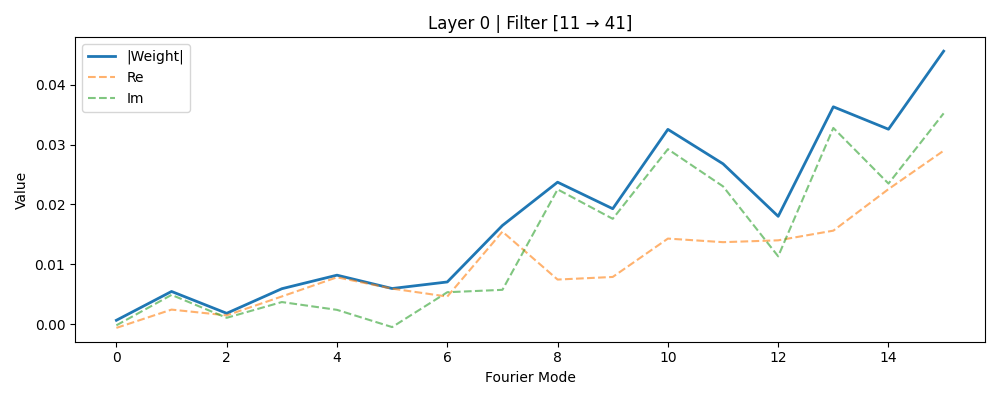 Layer 0 | Filter [11 → 41]
|Weight|
Re
Im
Value
0.04
0.03
0.02
0.01
0.00
0 2 4 6 8 10 12 14
Fourier Mode